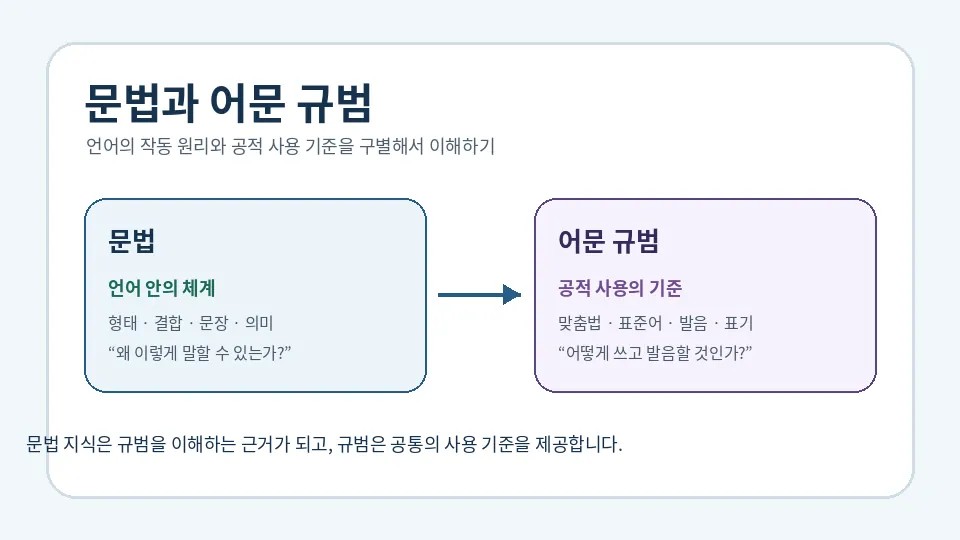 문법과 어문 규범
언어의 작동 원리와 공적 사용 기준을 구별해서 이해하기
문법
언어 안의 체계
형태 · 결합 · 문장 · 의미
“왜 이렇게 말할 수 있는가?”
어문 규범
공적 사용의 기준
맞춤법 · 표준어 · 발음 · 표기
“어떻게 쓰고 발음할 것인가?”
문법 지식은 규범을 이해하는 근거가 되고, 규범은 공통의 사용 기준을 제공합니다.